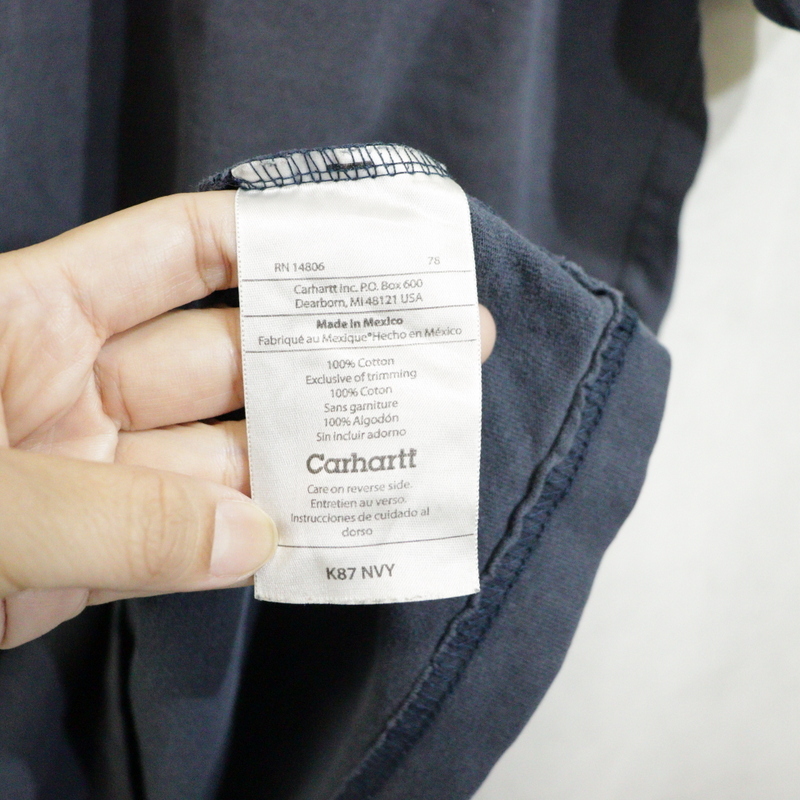 RN 14806 78
Carhartt Inc. P.O. Box 600
Dearborn, MI 48121 USA
Made in Mexico
Fabriqué au Mexique*Hecho en México
100% Cotton
Exclusive of trimming
100% Coton
Sans garniture
100% Algodón
Sin incluir adorno
Carhartt
Care on reverse side.
Entretien au verso.
Instrucciones de cuidado al
dorso
K87 NVY